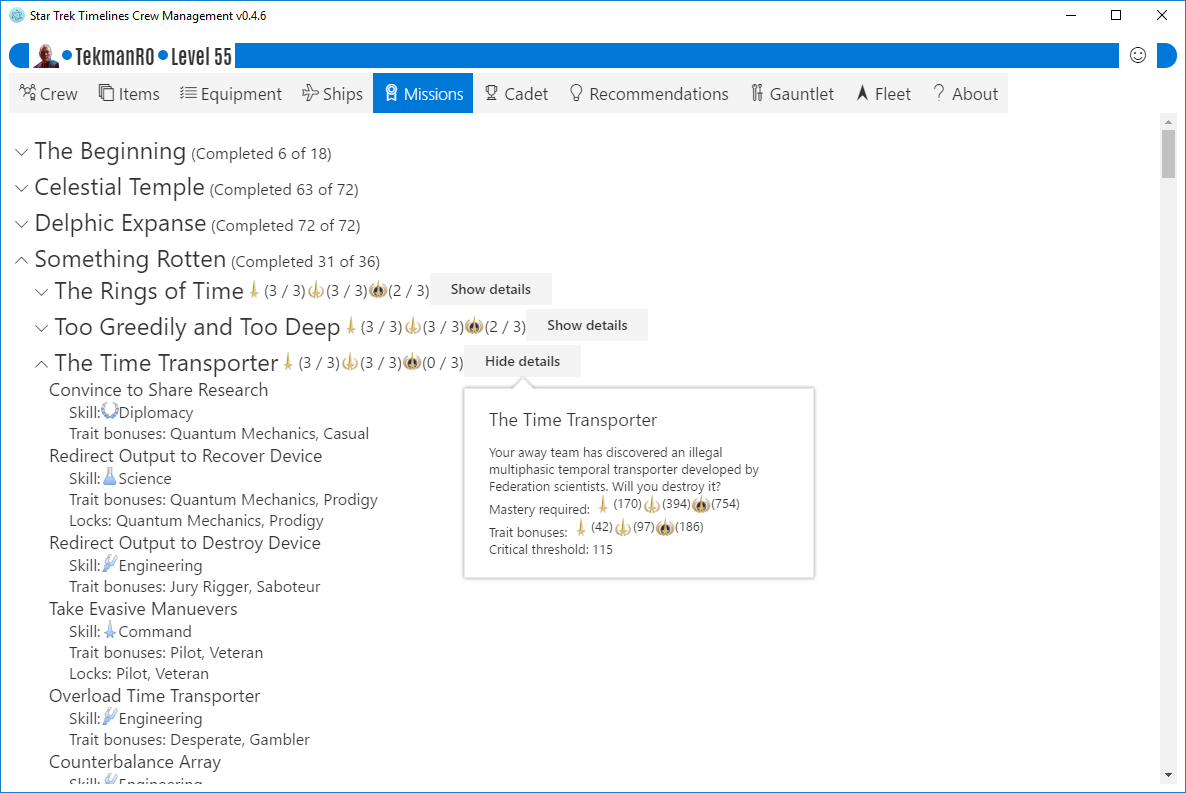 Star Trek Timelines Crew Management v0.4.6
TekmanRO Level 55
Crew Items Equipment Ships Missions Cadet Recommendations Gauntlet Fleet ? About
The Beginning (Completed 6 of 18)
Celestial Temple (Completed 63 of 72)
Delphic Expanse (Completed 72 of 72)
Something Rotten (Completed 31 of 36)
The Rings of Time (3 / 3) (3 / 3) (2 / 3) Show details
Too Greedily and Too Deep (3 / 3) (3 / 3) (2 / 3) Show details
The Time Transporter (3 / 3) (3 / 3) (0 / 3) Hide details
Convince to Share Research
Skill: Diplomacy
Trait bonuses: Quantum Mechanics, Casual
Redirect Output to Recover Device
Skill: Science
Trait bonuses: Quantum Mechanics, Prodigy
Locks: Quantum Mechanics, Prodigy
Redirect Output to Destroy Device
Skill: Engineering
Trait bonuses: Jury Rigger, Saboteur
Take Evasive Manuevers
Skill: Command
Trait bonuses: Pilot, Veteran
Locks: Pilot, Veteran
Overload Time Transporter
Skill: Engineering
Trait bonuses: Desperate, Gambler
Counterbalance Array
Skill: Engineering
The Time Transporter
Your away team has discovered an illegal
multiphasic temporal transporter developed by
Federation scientists. Will you destroy it?
Mastery required: (170) (394) (754)
Trait bonuses: (42) (97) (186)
Critical threshold: 115